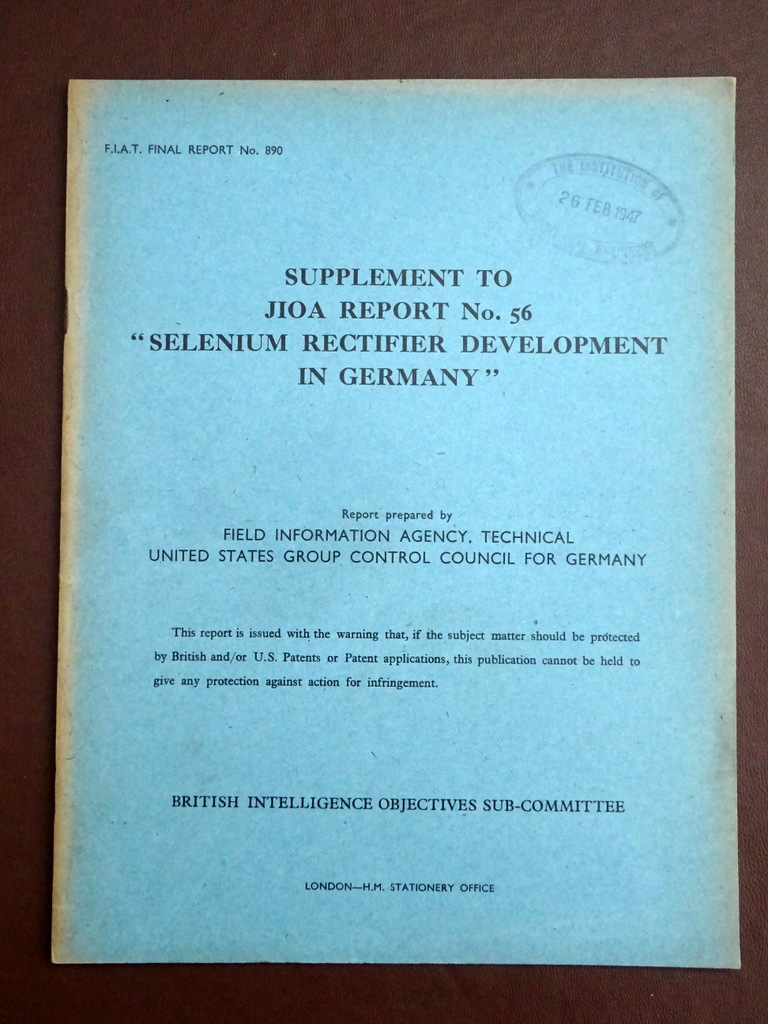 F.I.A.T. FINAL REPORT No. 890
THE INSTITUTION OF
26 FEB 1947
SUPPLEMENT TO
JIOA REPORT No. 56
“SELENIUM RECTIFIER DEVELOPMENT
IN GERMANY”
Report prepared by
FIELD INFORMATION AGENCY, TECHNICAL
UNITED STATES GROUP CONTROL COUNCIL FOR GERMANY
This report is issued with the warning that, if the subject matter should be protected
by British and/or U.S. Patents or Patent applications, this publication cannot be held to
give any protection against action for infringement.
BRITISH INTELLIGENCE OBJECTIVES SUB-COMMITTEE
LONDON—H.M. STATIONERY OFFICE